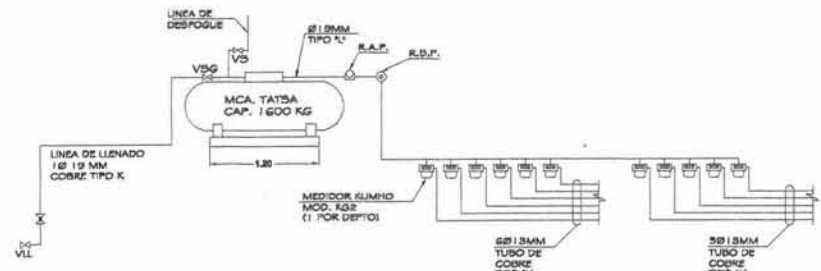 LINEA DE
DESFOGUE
VS
VSG
Ø19MM
TIPO "L"
R.A.P.
R.B.P.
MCA. TATSA
CAP. 1600 KG
1.20
LINEA DE LLENADO
1Ø 19 MM
COBRE TIPO K
VLL
MEDIDOR KUMHO
MOD. KG2
(1 POR DEPTO)
6Ø13MM
TUBO DE
COBRE
5Ø13MM
TUBO DE
COBRE